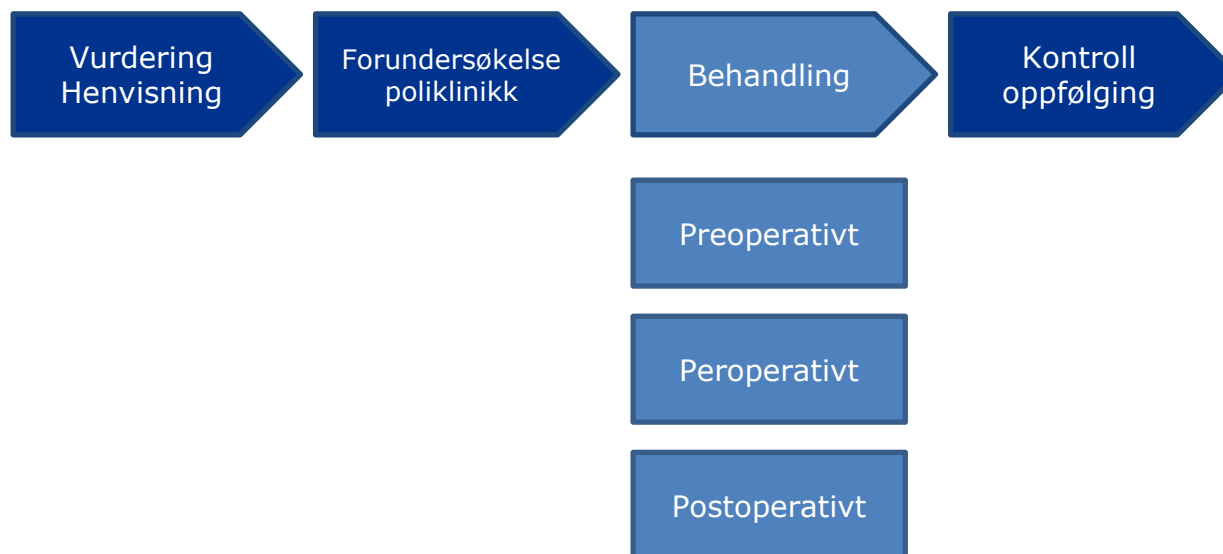 Vurdering
Henvisning
Forundersøkelse
poliklinikk
Behandling
Kontroll
oppfølging
Preoperativt
Peroperativt
Postoperativt